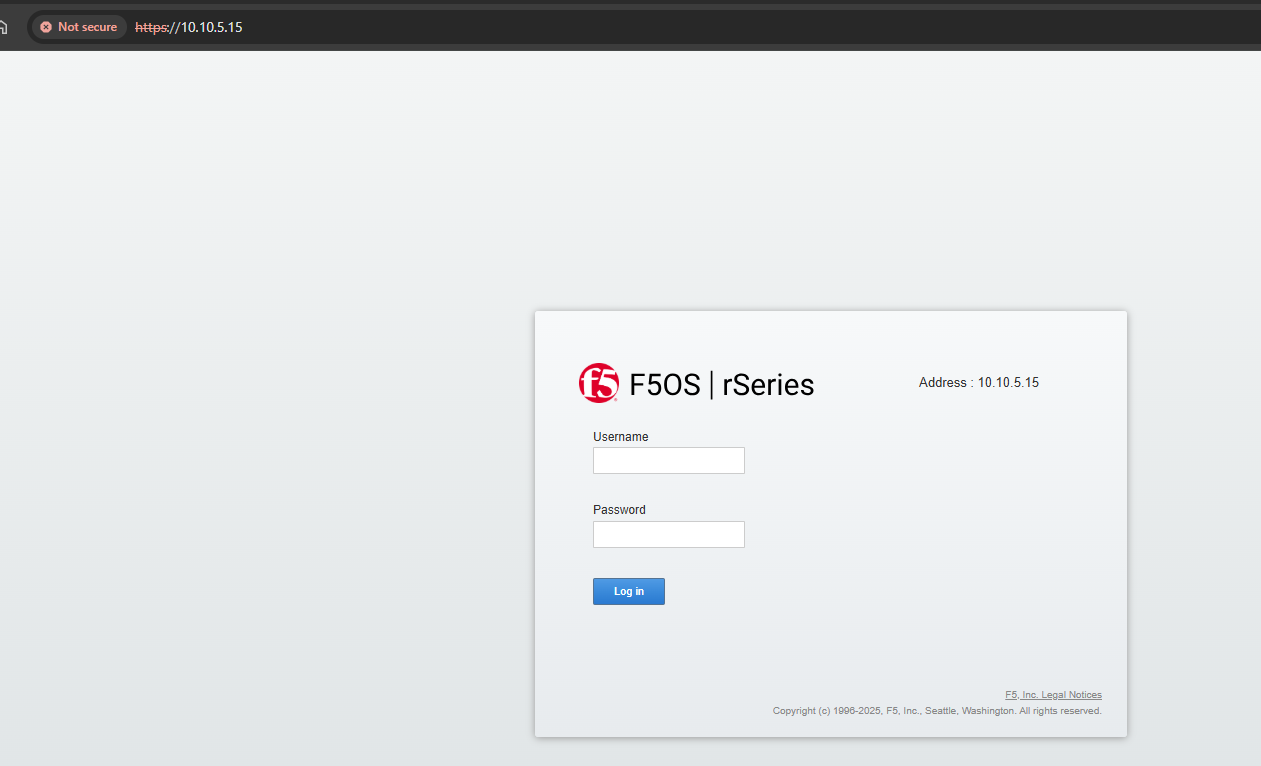 Not secure https://10.10.5.15
f5 F5OS | rSeries
Address : 10.10.5.15
Username
Password
Log in
F5, Inc. Legal Notices
Copyright (c) 1996-2025, F5, Inc., Seattle, Washington. All rights reserved.